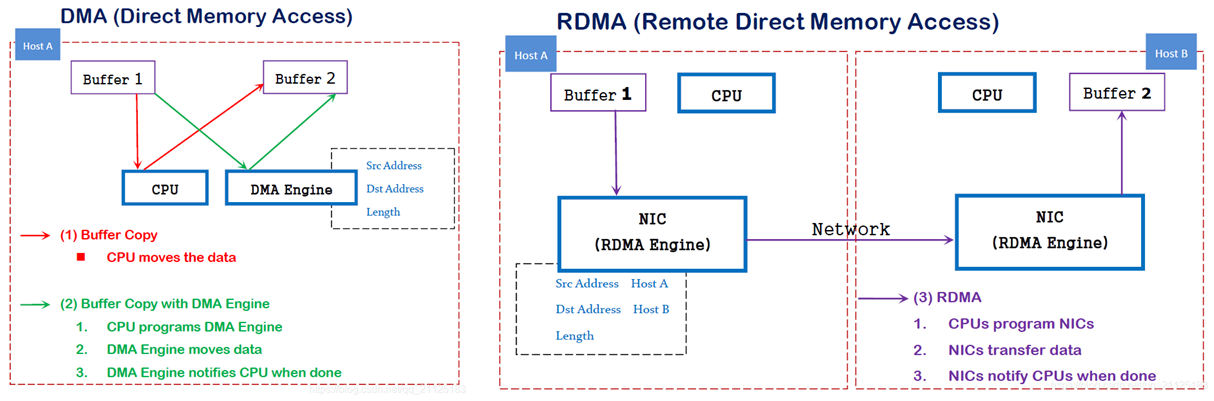 DMA (Direct Memory Access)
Host A
Buffer 1
Buffer 2
CPU
DMA Engine
Src Address
Dst Address
Length
(1) Buffer Copy
CPU moves the data
(2) Buffer Copy with DMA Engine
1. CPU programs DMA Engine
2. DMA Engine moves data
3. DMA Engine notifies CPU when done
RDMA (Remote Direct Memory Access)
Host A
Buffer 1
CPU
NIC
(RDMA Engine)
Src Address Host A
Dst Address Host B
Length
Network
Host B
CPU
Buffer 2
NIC
(RDMA Engine)
(3) RDMA
1. CPUs program NICs
2. NICs transfer data
3. NICs notify CPUs when done